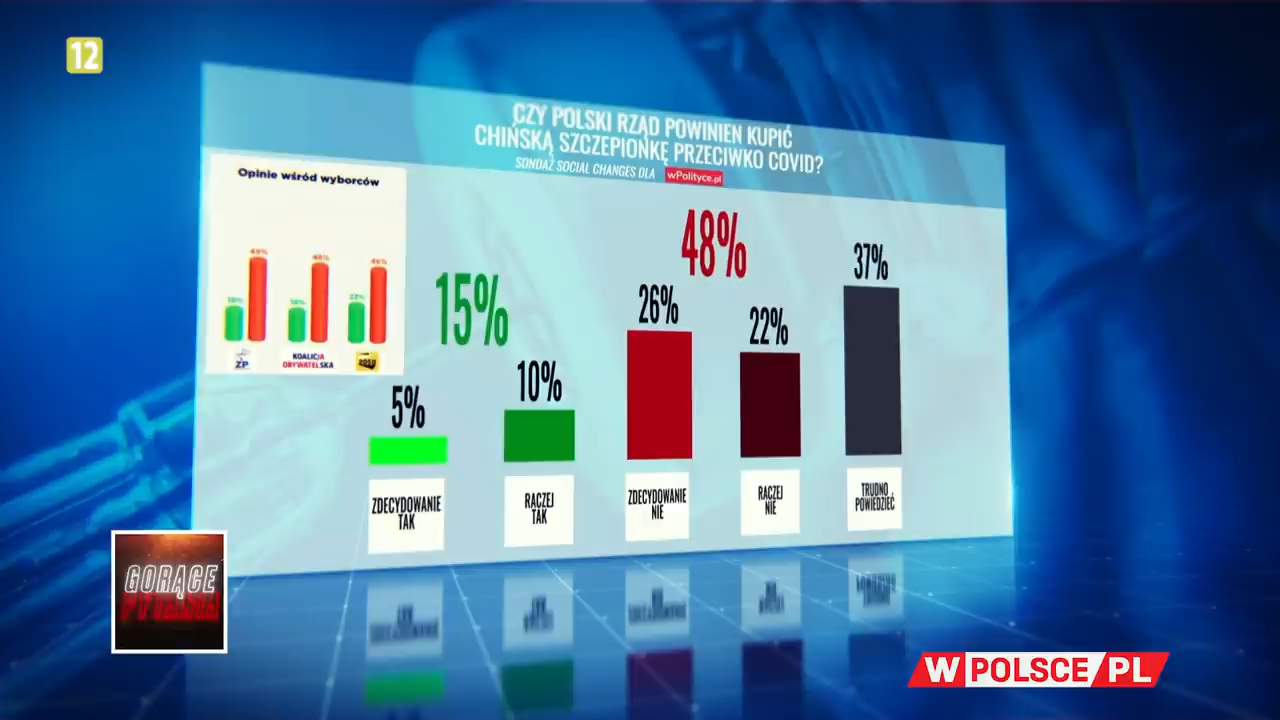 12
CZY POLSKI RZĄD POWINIEN KUPIĆ
CHIŃSKĄ SZCZEPIONKĘ PRZECIWKO COVID?
SONDAŻ SOCIAL CHANGES DLA wPolityce.pl
Opinie wśród wyborców
ZP
KOALICJA
OBYWATELSKA
2050
15%
48%
5%
10%
26%
22%
37%
ZDECYDOWANIE
TAK
RACZEJ
TAK
ZDECYDOWANIE
NIE
RACZEJ
NIE
TRUDNO
POWIEDZIEĆ
GORĄCE
WPOLSCE/PL